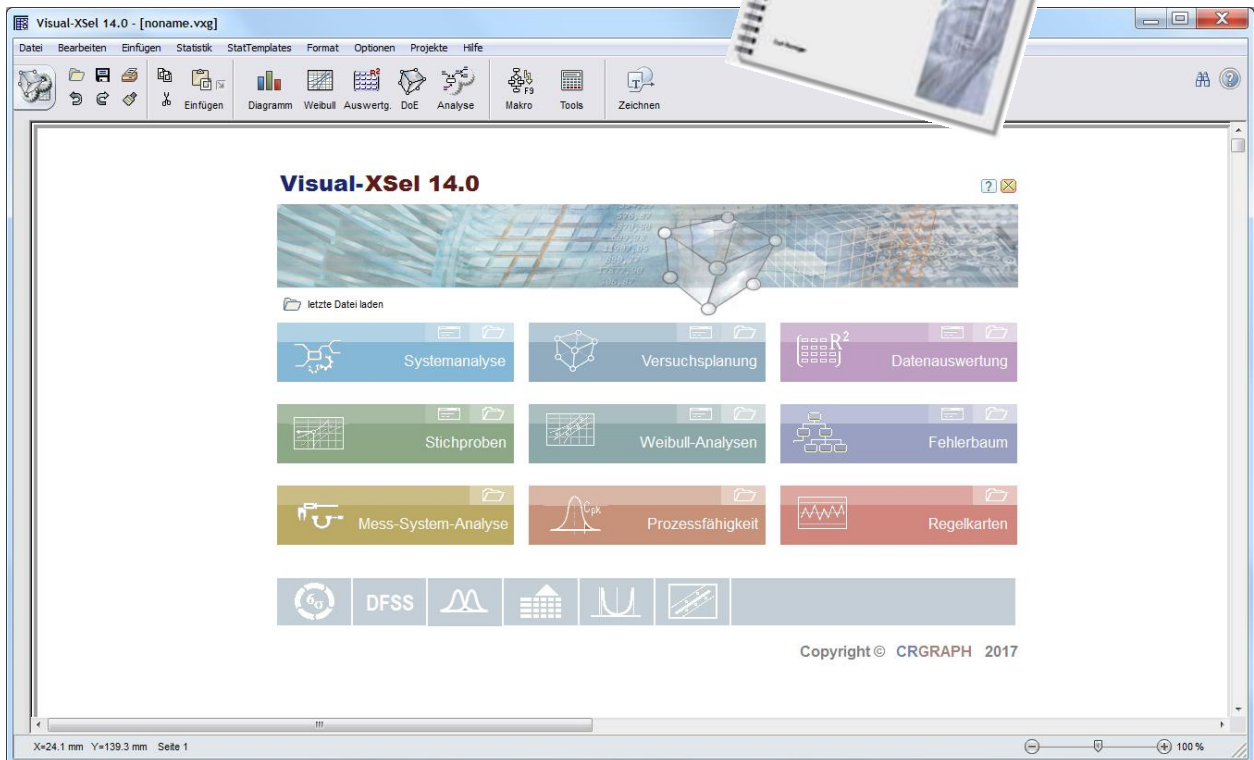 Visual-XSel 14.0 - [noname.vxg]
Datei Bearbeiten Einfügen Statistik StatTemplates Format Optionen Projekte Hilfe
Einfügen Diagramm Weibull Auswertg. DoE Analyse F9 Makro Tools Zeichnen
Visual-XSel 14.0
letzte Datei laden
Systemanalyse Versuchsplanung R² Datenauswertung
Stichproben Weibull-Analysen Fehlerbaum
Mess-System-Analyse Cpk Prozessfähigkeit Regelkarten
6σ DFSS
Copyright © CRGRAPH 2017
X=24.1 mm Y=139.3 mm Seite 1 100 %